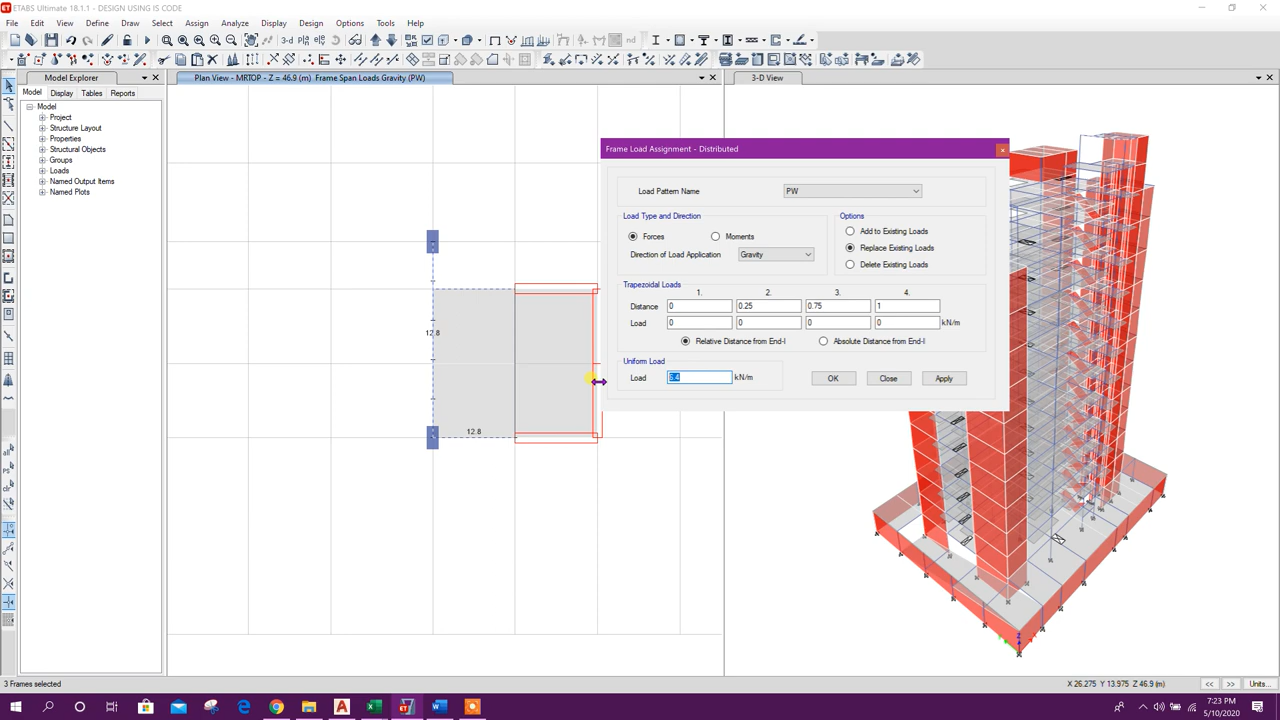 ETABS Ultimate 18.1.1 - DESIGN USING IS CODE
File Edit View Define Draw Select Assign Analyze Display Design Options Tools Help
3-d
nd
Model Explorer
Plan View - MRTOP - Z = 46.9 (m) Frame Span Loads Gravity (PW)
3-D View
Model Display Tables Reports
Model
Project
Structure Layout
Properties
Structural Objects
Groups
Loads
Named Output Items
Named Plots
Frame Load Assignment - Distributed
Load Pattern Name PW
Load Type and Direction
Forces Moments
Direction of Load Application Gravity
Options
Add to Existing Loads
Replace Existing Loads
Delete Existing Loads
Trapezoidal Loads
1. 2. 3. 4.
Distance 0 0.25 0.75 1
Load 0 0 0 0 kN/m
Relative Distance from End-I Absolute Distance from End-I
Uniform Load
Load kN/m
OK Close Apply
12.8
12.8
all
PS
clr
Z
3 Frames selected
X 26.275 Y 13.975 Z 46.9 (m)
<< >> Units...
7:23 PM
5/10/2020